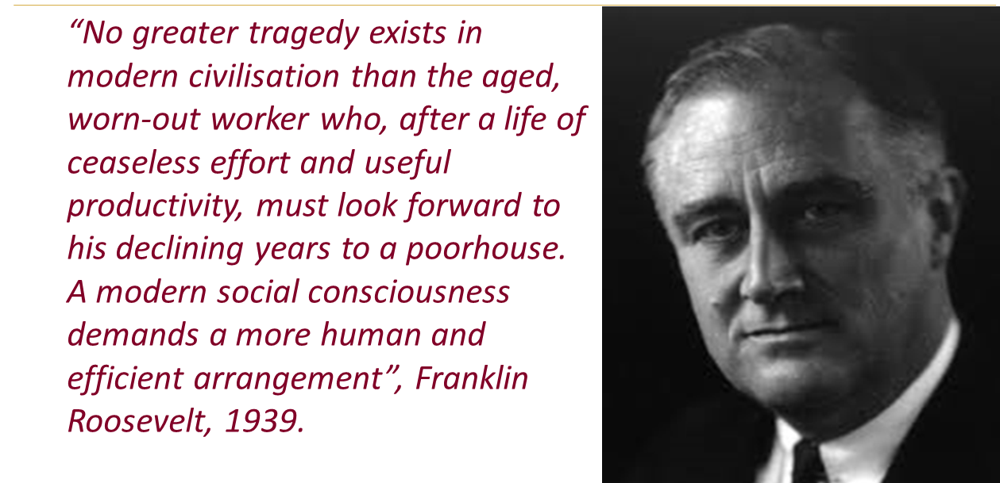 “No greater tragedy exists in
modern civilisation than the aged,
worn-out worker who, after a life of
ceaseless effort and useful
productivity, must look forward to
his declining years to a poorhouse.
A modern social consciousness
demands a more human and
efficient arrangement”, Franklin
Roosevelt, 1939.